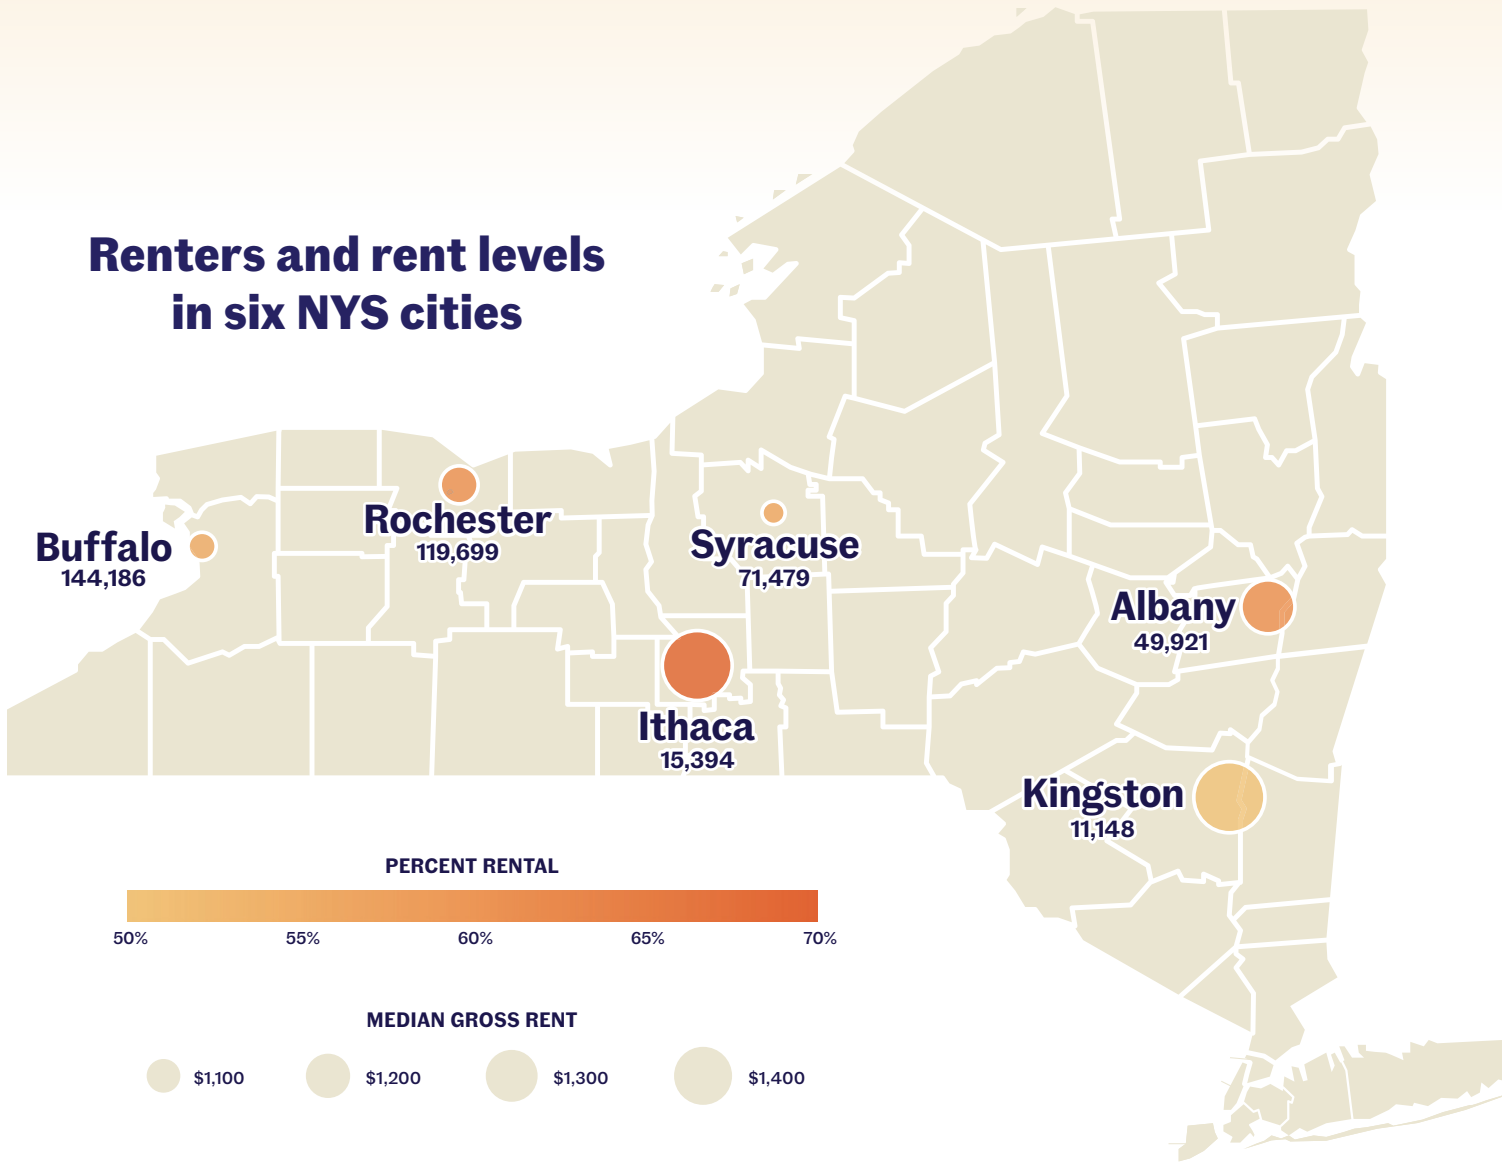 Renters and rent levels
in six NYS cities
Rochester
119,699
Buffalo
144,186
Syracuse
71,479
Albany
49,921
Ithaca
15,394
Kingston
11,148
PERCENT RENTAL
50% 55% 60% 65% 70%
MEDIAN GROSS RENT
$1,100 $1,200 $1,300 $1,400